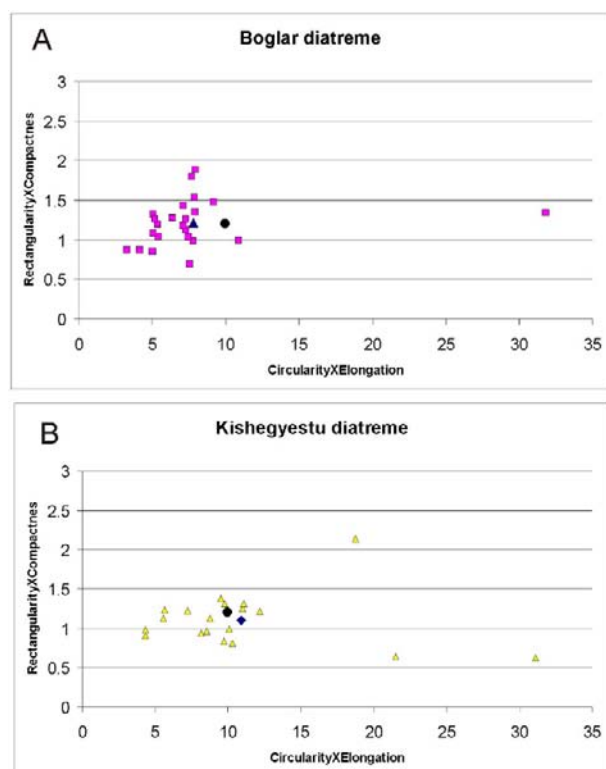 A
Boglar diatreme
3
2.5
2
1.5
1
0.5
0
RectangularityXCompactnes
0 5 10 15 20 25 30 35
CircularityXElongation
B
Kishegyestu diatreme
3
2.5
2
1.5
1
0.5
0
RectangularityXCompactnes
0 5 10 15 20 25 30 35
CircularityXElongation